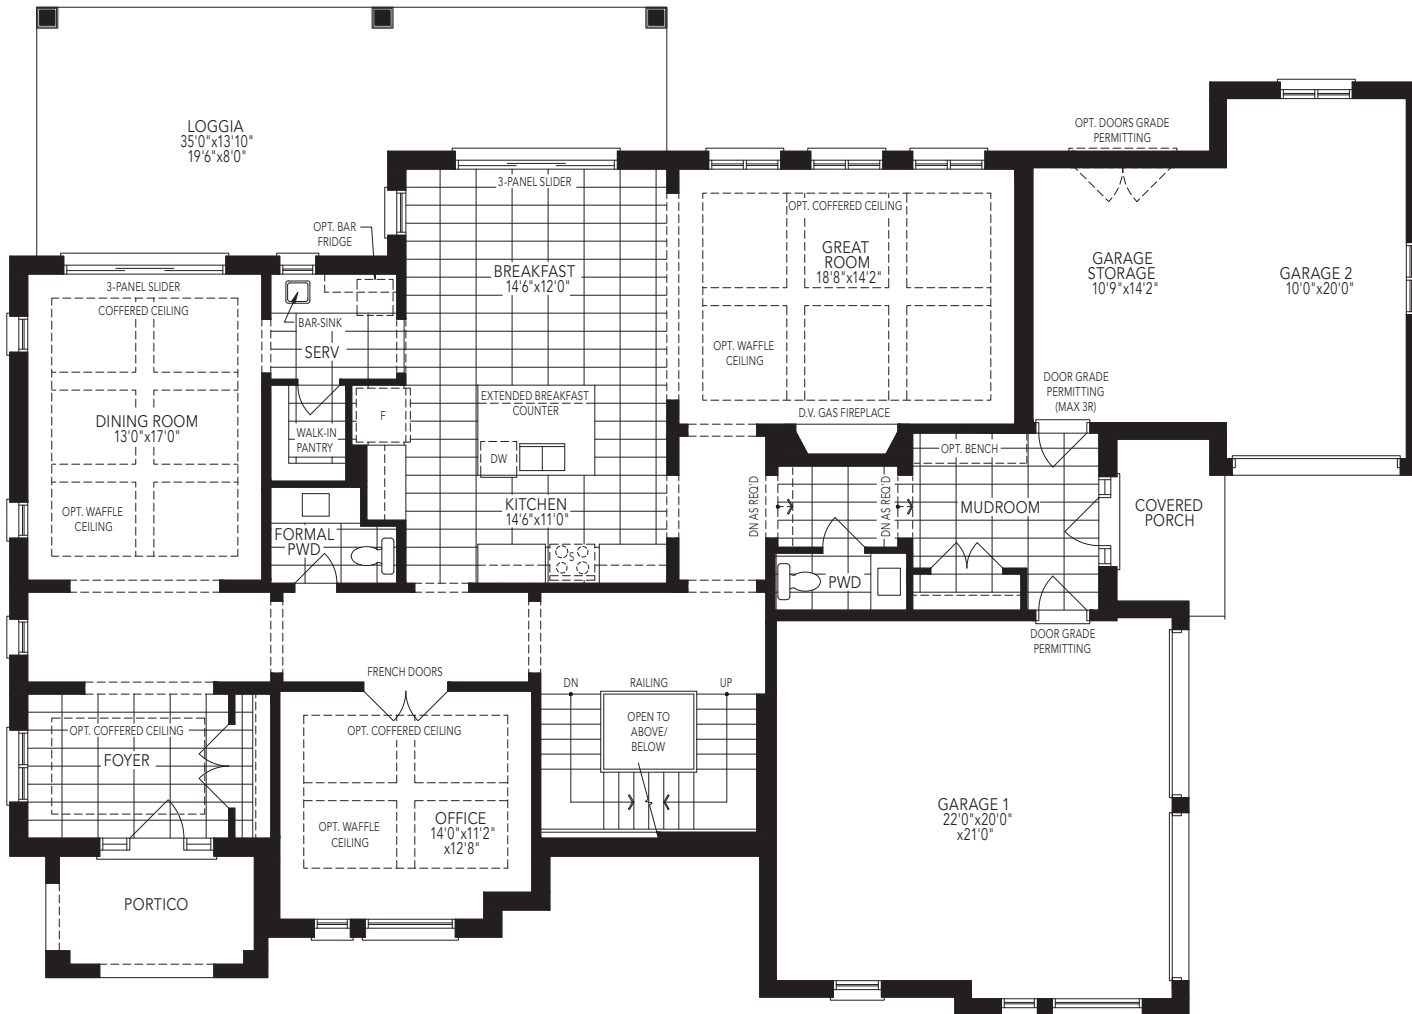 LOGGIA
35'0"x13'10"
19'6"x8'0"
OPT. BAR
FRIDGE
3-PANEL SLIDER
COFFERED CEILING
BAR-SINK
SERV
DINING ROOM
13'0"x17'0"
OPT. WAFFLE
CEILING
WALK-IN
PANTRY
FORMAL
PWD
3-PANEL SLIDER
BREAKFAST
14'6"x12'0"
EXTENDED BREAKFAST
COUNTER
F
DW
KITCHEN
14'6"x11'0"
S
OPT. COFFERED CEILING
GREAT
ROOM
18'8"x14'2"
OPT. WAFFLE
CEILING
D.V. GAS FIREPLACE
OPT. DOORS GRADE
PERMITTING
GARAGE
STORAGE
10'9"x14'2"
GARAGE 2
10'0"x20'0"
DOOR GRADE
PERMITTING
(MAX 3R)
OPT. BENCH
MUDROOM
DN AS REQ'D
DN AS REQ'D
COVERED
PORCH
PWD
DOOR GRADE
PERMITTING
FRENCH DOORS
DN
RAILING
UP
OPEN TO
ABOVE/
BELOW
OPT. COFFERED CEILING
FOYER
OPT. COFFERED CEILING
OPT. WAFFLE
CEILING
OFFICE
14'0"x11'2"
x12'8"
GARAGE 1
22'0"x20'0"
x21'0"
PORTICO